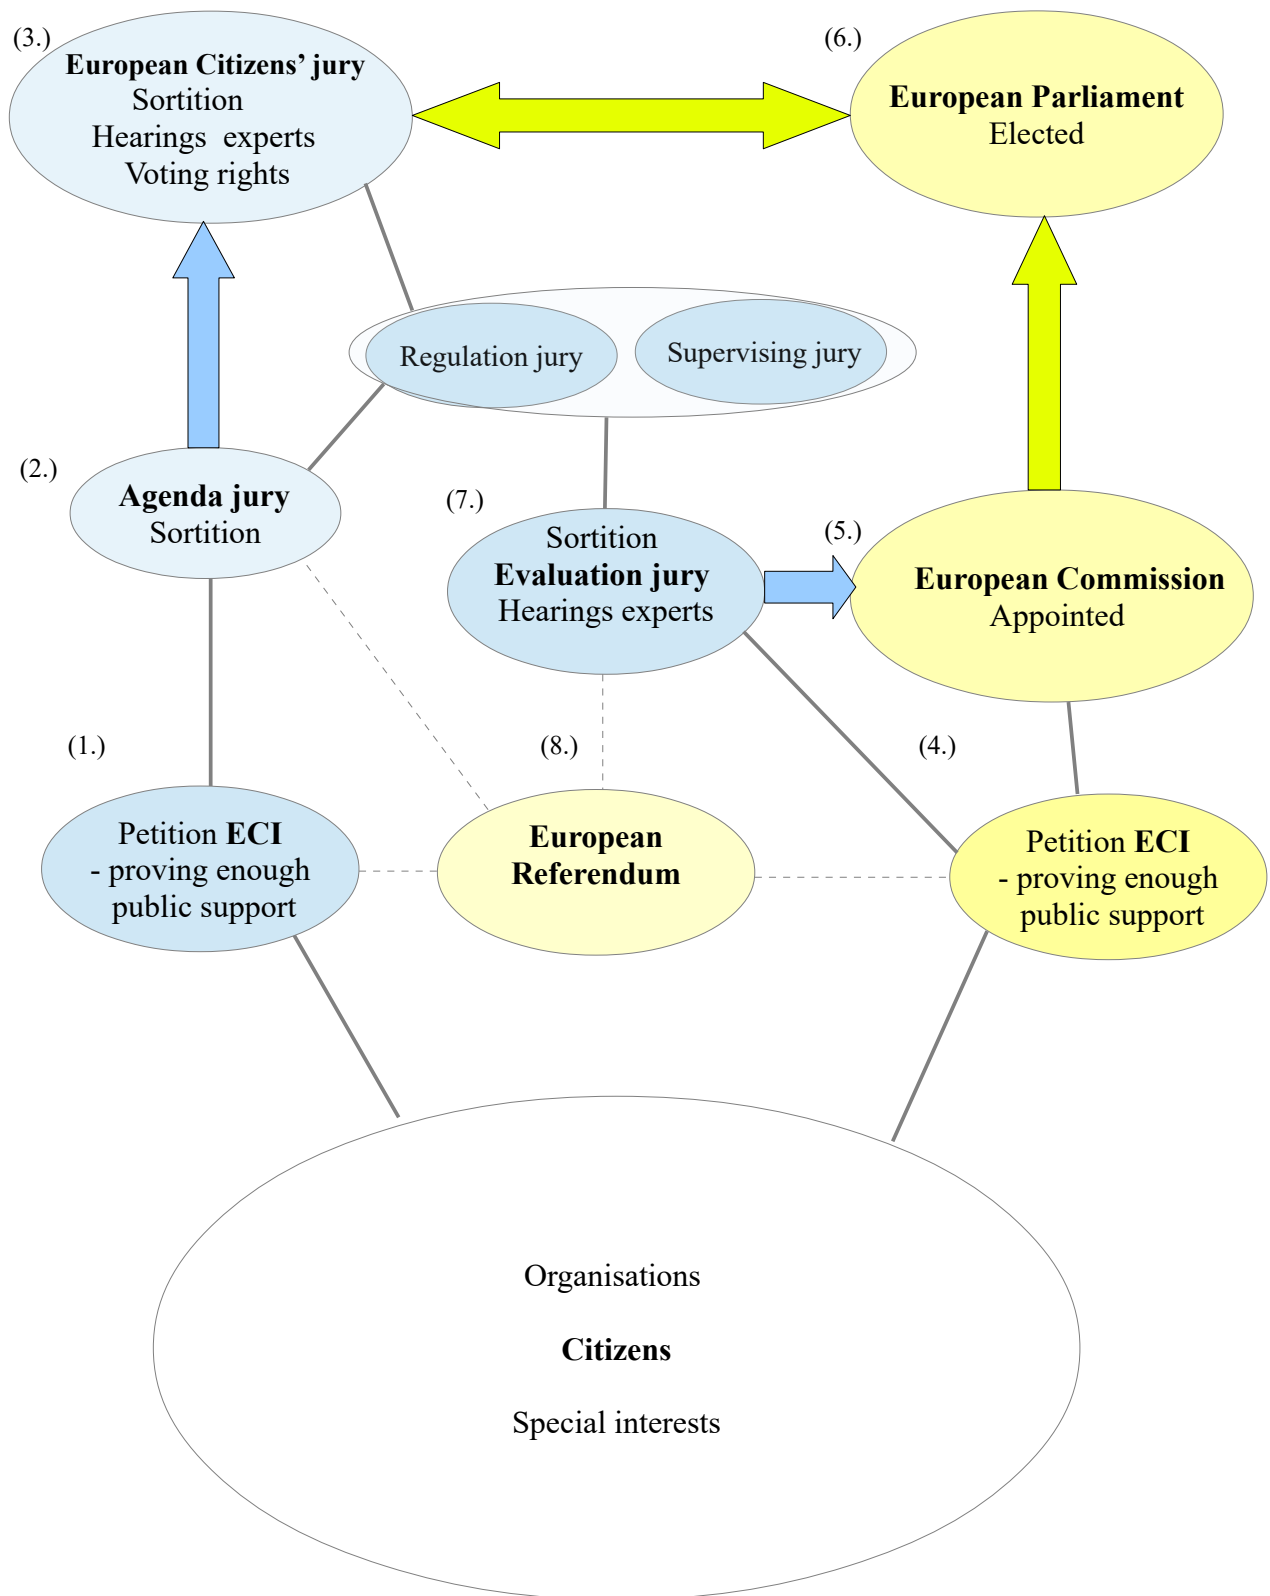 (3.)
European Citizens’ jury
Sortition
Hearings experts
Voting rights
(6.)
European Parliament
Elected
Regulation jury
Supervising jury
(2.)
Agenda jury
Sortition
(7.)
Sortition
Evaluation jury
Hearings experts
(5.)
European Commission
Appointed
(1.)
Petition ECI
- proving enough
public support
(8.)
European
Referendum
(4.)
Petition ECI
- proving enough
public support
Organisations
Citizens
Special interests